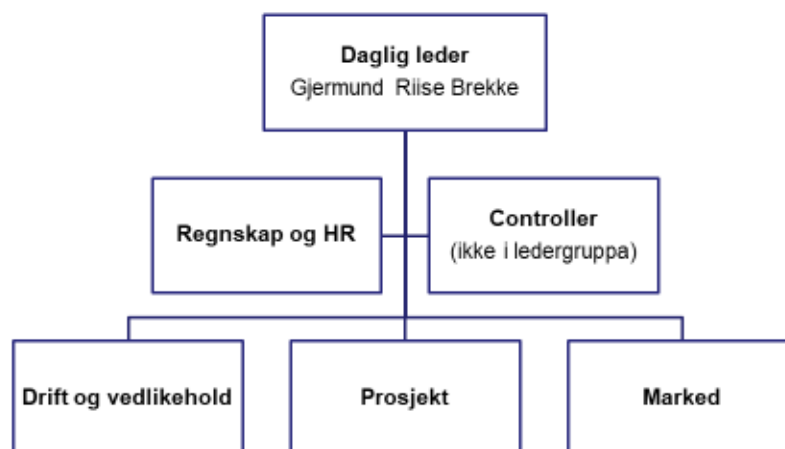 Daglig leder
Gjermund Riise Brekke
Regnskap og HR
Controller
(ikke i ledergruppa)
Drift og vedlikehold
Prosjekt
Marked